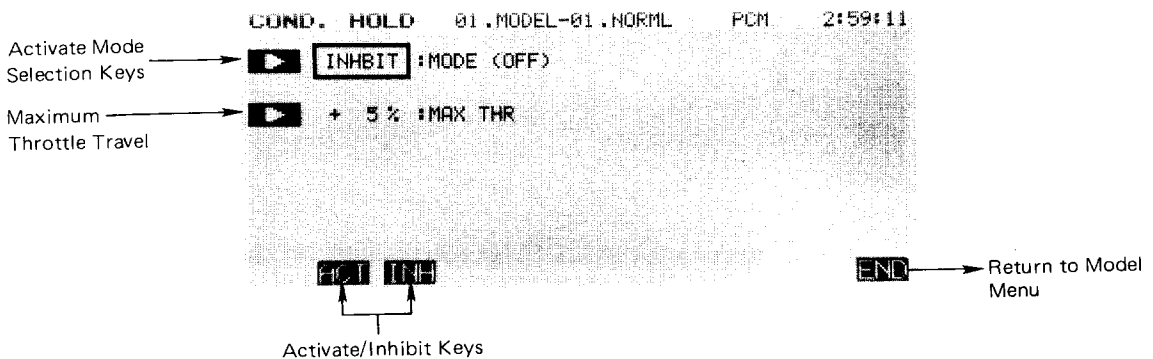 COND. HOLD 01.MODEL-01.NORML PCM 2:59:11
Activate Mode
Selection Keys
INHBIT :MODE (OFF)
Maximum
Throttle Travel
+ 5% :MAX THR
ACT INH
END
Return to Model
Menu
Activate/Inhibit Keys